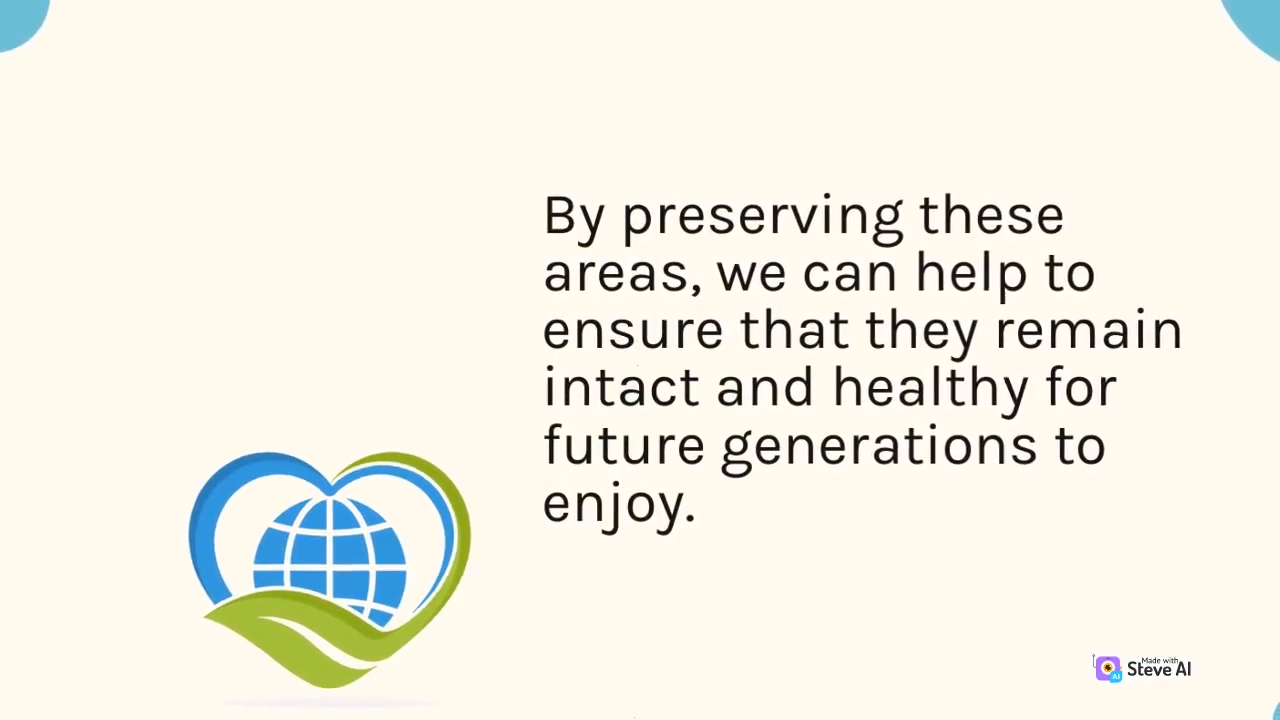 By preserving these
areas, we can help to
ensure that they remain
intact and healthy for
future generations to
enjoy.
Made with
Steve AI
AI